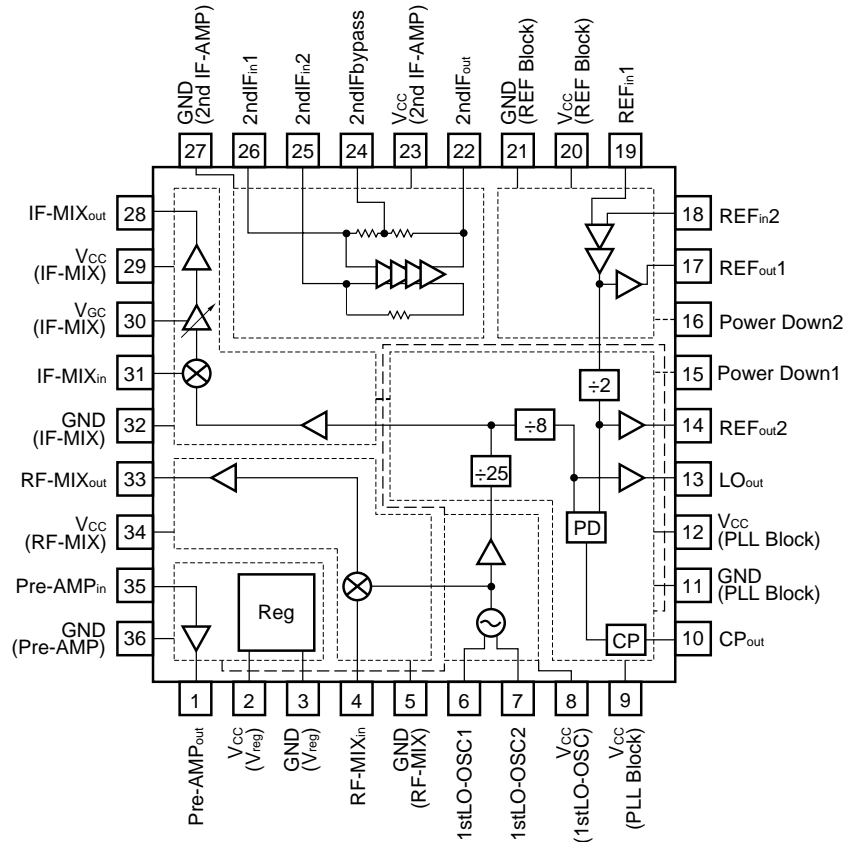 GND
(2nd IF-AMP)
2ndIFin1
2ndIFin2
2ndIFbypass
VCC
(2nd IF-AMP)
2ndIFout
GND
(REF Block)
VCC
(REF Block)
REFin1
27
26
25
24
23
22
21
20
19
IF-MIXout
28
VCC
(IF-MIX)
29
VGC
(IF-MIX)
30
IF-MIXin
31
GND
(IF-MIX)
32
RF-MIXout
33
VCC
(RF-MIX)
34
Pre-AMPin
35
GND
(Pre-AMP)
36
18
REFin2
17
REFout1
16
Power Down2
15
Power Down1
14
REFout2
13
LOout
12
VCC
(PLL Block)
11
GND
(PLL Block)
10
CPout
÷2
÷8
÷25
PD
Reg
CP
1
2
3
4
5
6
7
8
9
Pre-AMPout
VCC
(Vreg)
GND
(Vreg)
RF-MIXin
GND
(RF-MIX)
1stLO-OSC1
1stLO-OSC2
VCC
(1stLO-OSC)
VCC
(PLL Block)